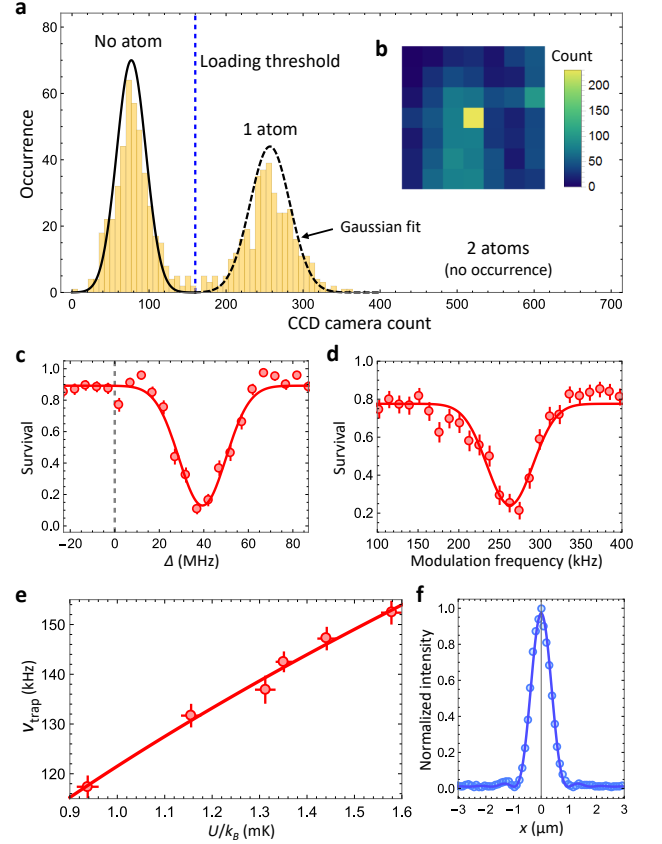 a
80
60
40
20
0
Occurrence
No atom
Loading threshold
1 atom
Gaussian fit
2 atoms
(no occurrence)
0 100 200 300 400 500 600 700
CCD camera count
b
Count
200
150
100
50
0
c
1.0
0.8
0.6
0.4
0.2
0.0
Survival
−20 0 20 40 60 80
Δ (MHz)
d
1.0
0.8
0.6
0.4
0.2
Survival
100 150 200 250 300 350 400
Modulation frequency (kHz)
e
150
140
130
120
νtrap (kHz)
0.9 1.0 1.1 1.2 1.3 1.4 1.5 1.6
U/kB (mK)
f
1.0
0.8
0.6
0.4
0.2
0.0
Normalized intensity
−3 −2 −1 0 1 2 3
x (μm)